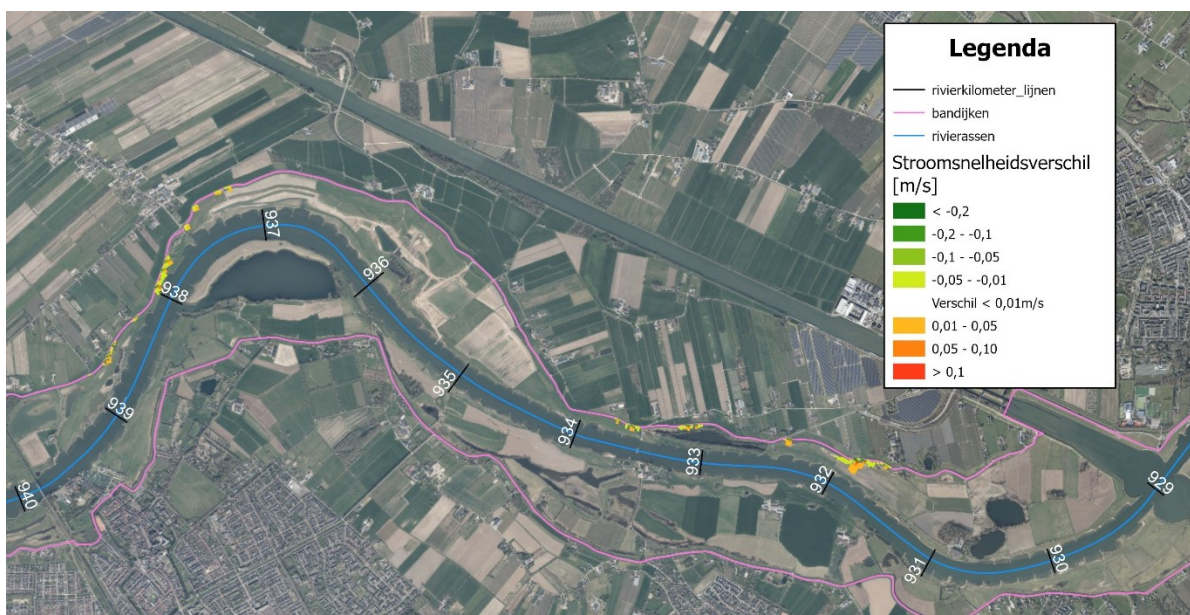 Legenda
rivierkilometer_lijnen
bandijken
rivierassen
Stroomsnelheidsverschil
[m/s]
< -0,2
-0,2 - -0,1
-0,1 - -0,05
-0,05 - -0,01
Verschil < 0,01m/s
0,01 - 0,05
0,05 - 0,10
> 0,1
937
936
938
935
939
934
933
932
940
929
931
930